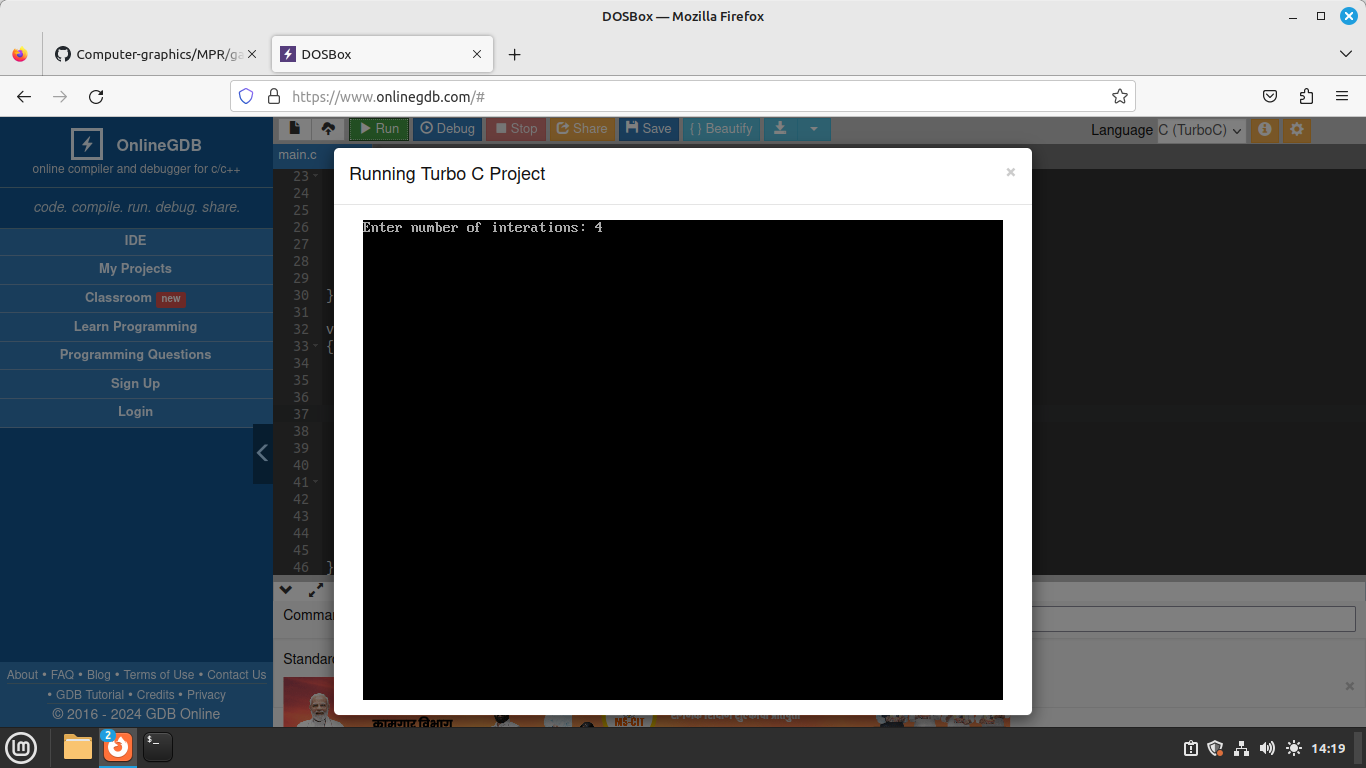 DOSBox — Mozilla Firefox
Computer-graphics/MPR/ga
DOSBox
https://www.onlinegdb.com/#
OnlineGDB
online compiler and debugger for c/c++
code. compile. run. debug. share.
IDE
My Projects
Classroom new
Learn Programming
Programming Questions
Sign Up
Login
About • FAQ • Blog • Terms of Use • Contact Us
• GDB Tutorial • Credits • Privacy
© 2016 - 2024 GDB Online
Run Debug Stop Share Save { } Beautify
Language C (TurboC)
main.c
23
24
25
26
27
28
29
30 }
31
32 v
33 {
34
35
36
37
38
39
40
41
42
43
44
45
46 }
Running Turbo C Project
×
Enter number of interations: 4
Comma
Standar
कामगार विभाग
MS-CIT
2
14:19